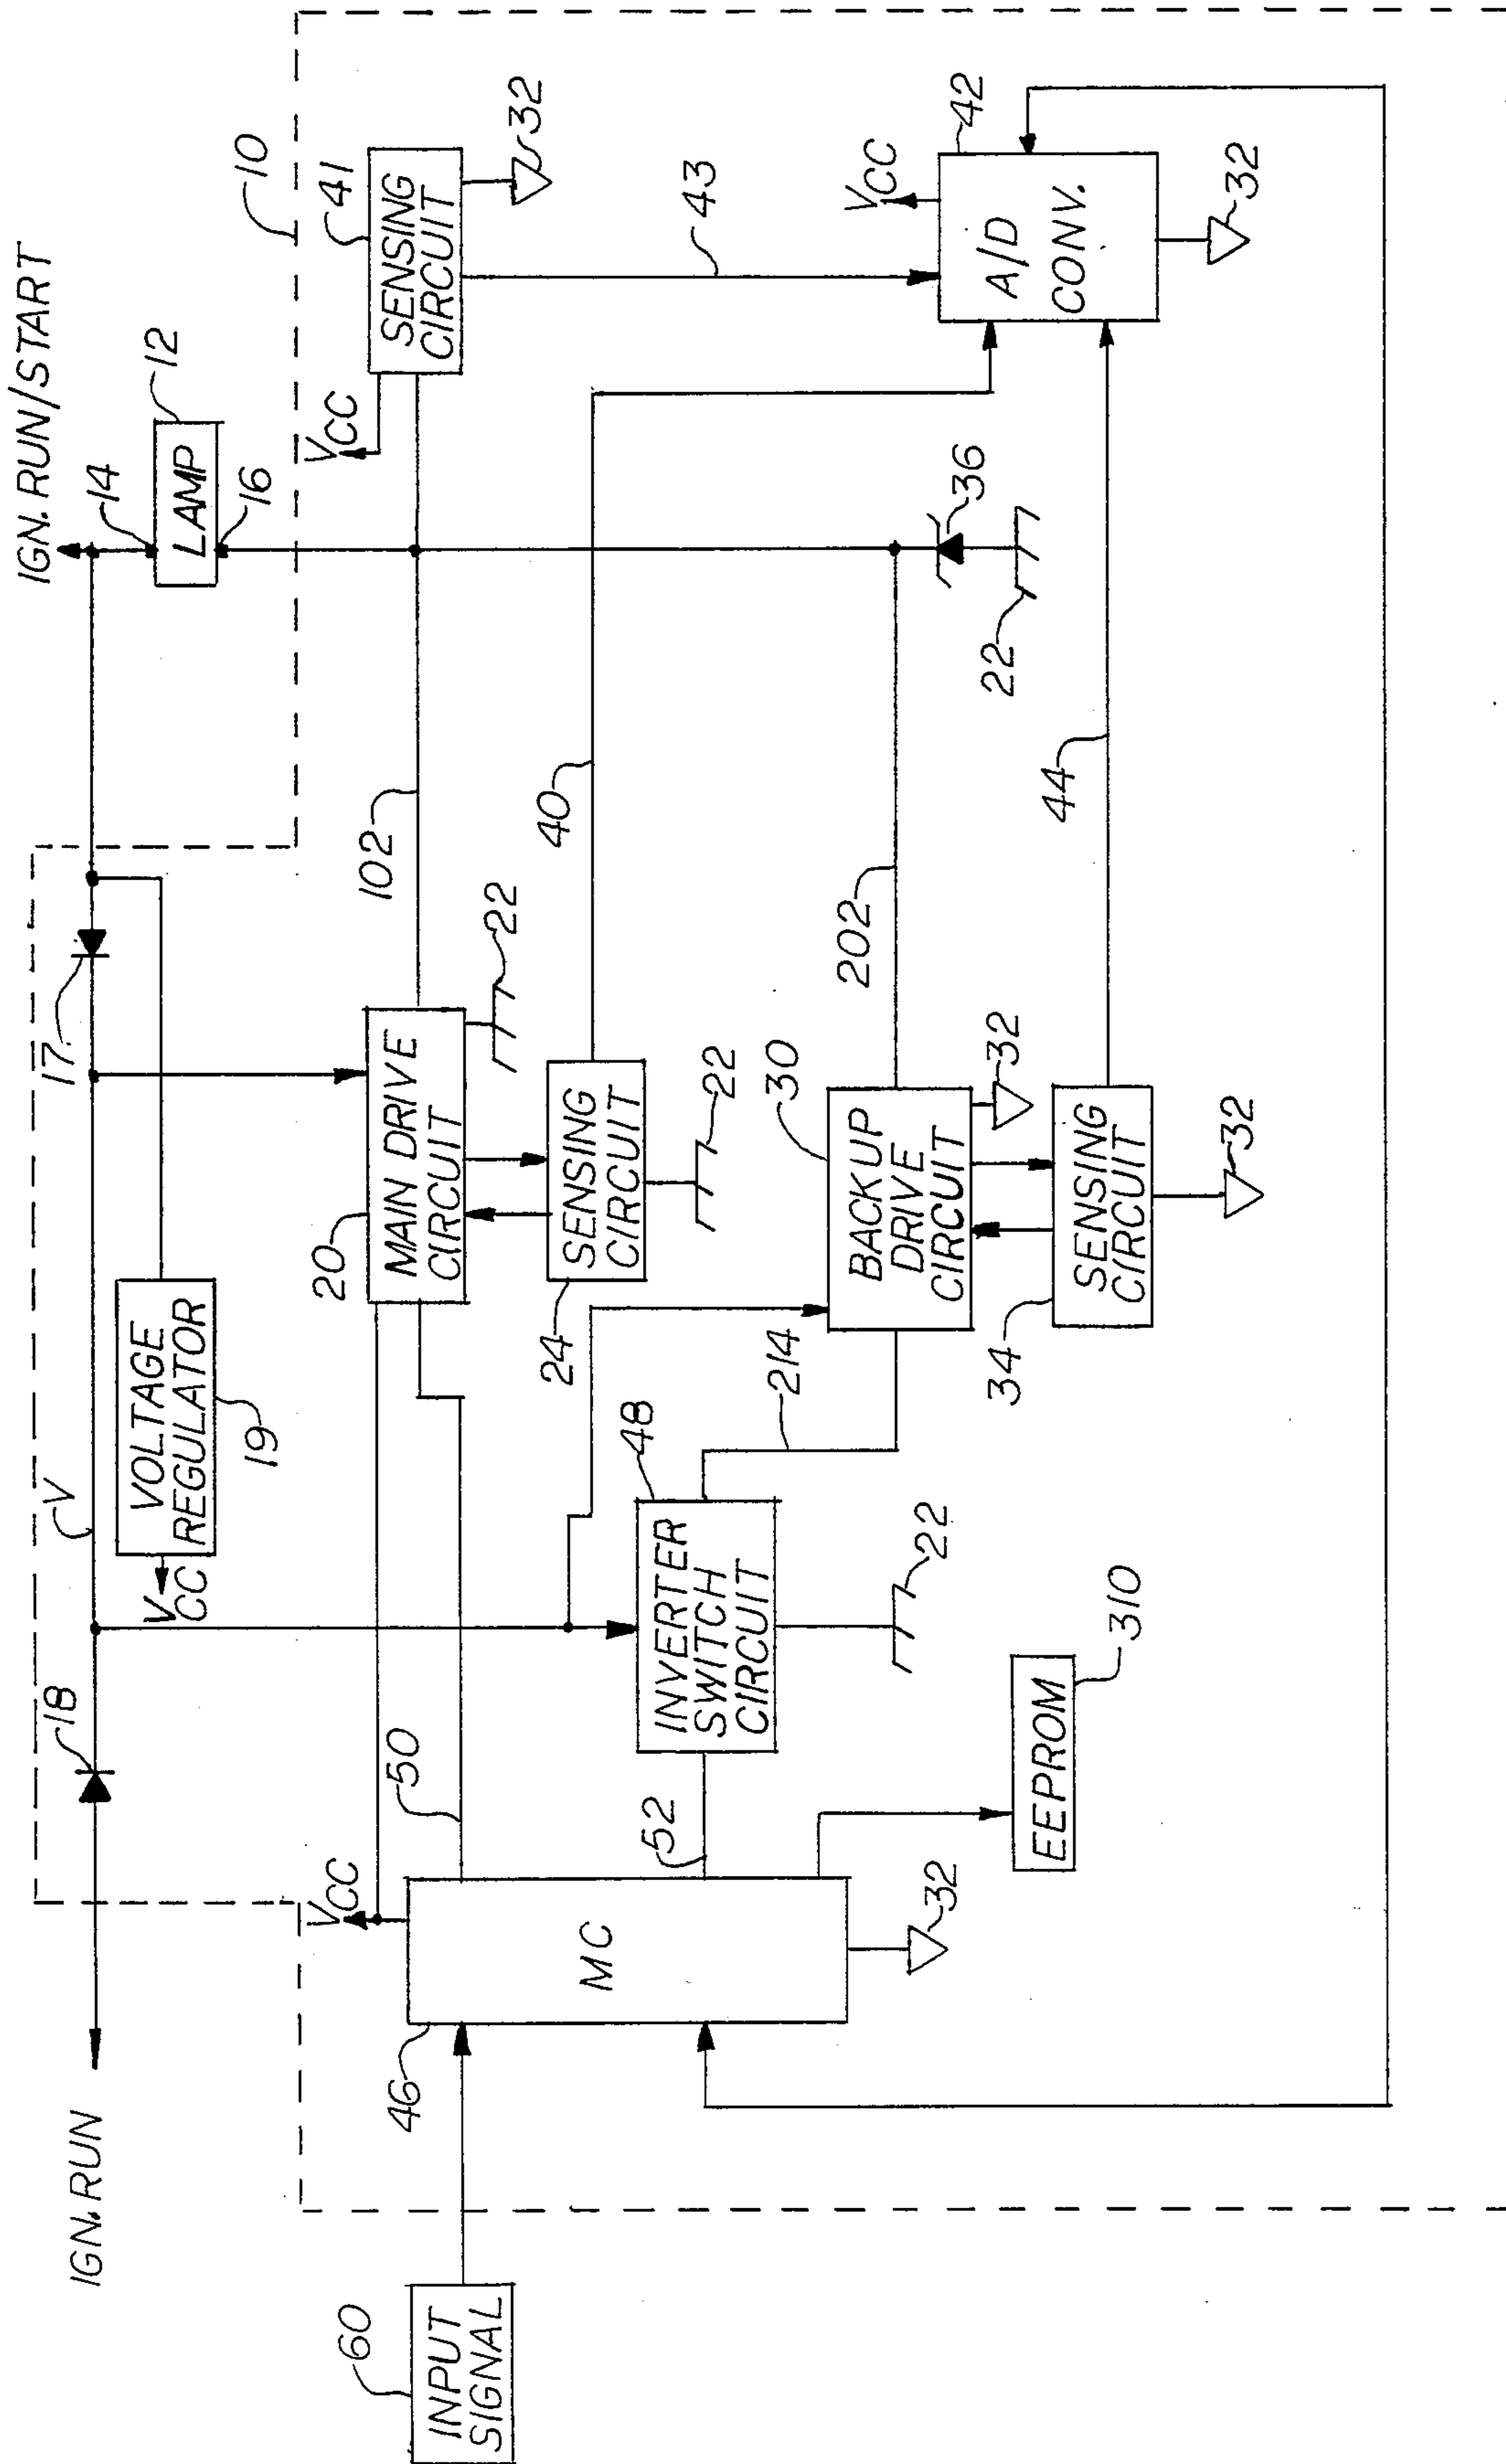 IGN. RUN/START
IGN. RUN
10
12
14
LAMP
16
17
18
V
VOLTAGE
REGULATOR
19
VCC
VCC
41
SENSING
CIRCUIT
32
43
VCC
42
A/D
CONV.
32
102
20
MAIN DRIVE
CIRCUIT
22
24
SENSING
CIRCUIT
22
40
36
22
202
30
BACKUP
DRIVE
CIRCUIT
32
34
SENSING
CIRCUIT
32
44
214
48
INVERTER
SWITCH
CIRCUIT
22
50
52
VCC
46
MC
32
EEPROM
310
60
INPUT
SIGNAL